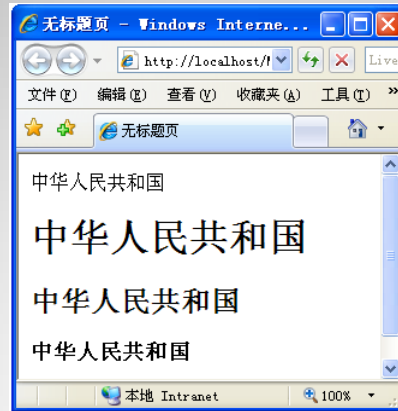 无标题页 - Windows Interne...
http://localhost/
Live
文件(F) 编辑(E) 查看(V) 收藏夹(A) 工具(T) »
无标题页
中华人民共和国
中华人民共和国
中华人民共和国
中华人民共和国
本地 Intranet 100%